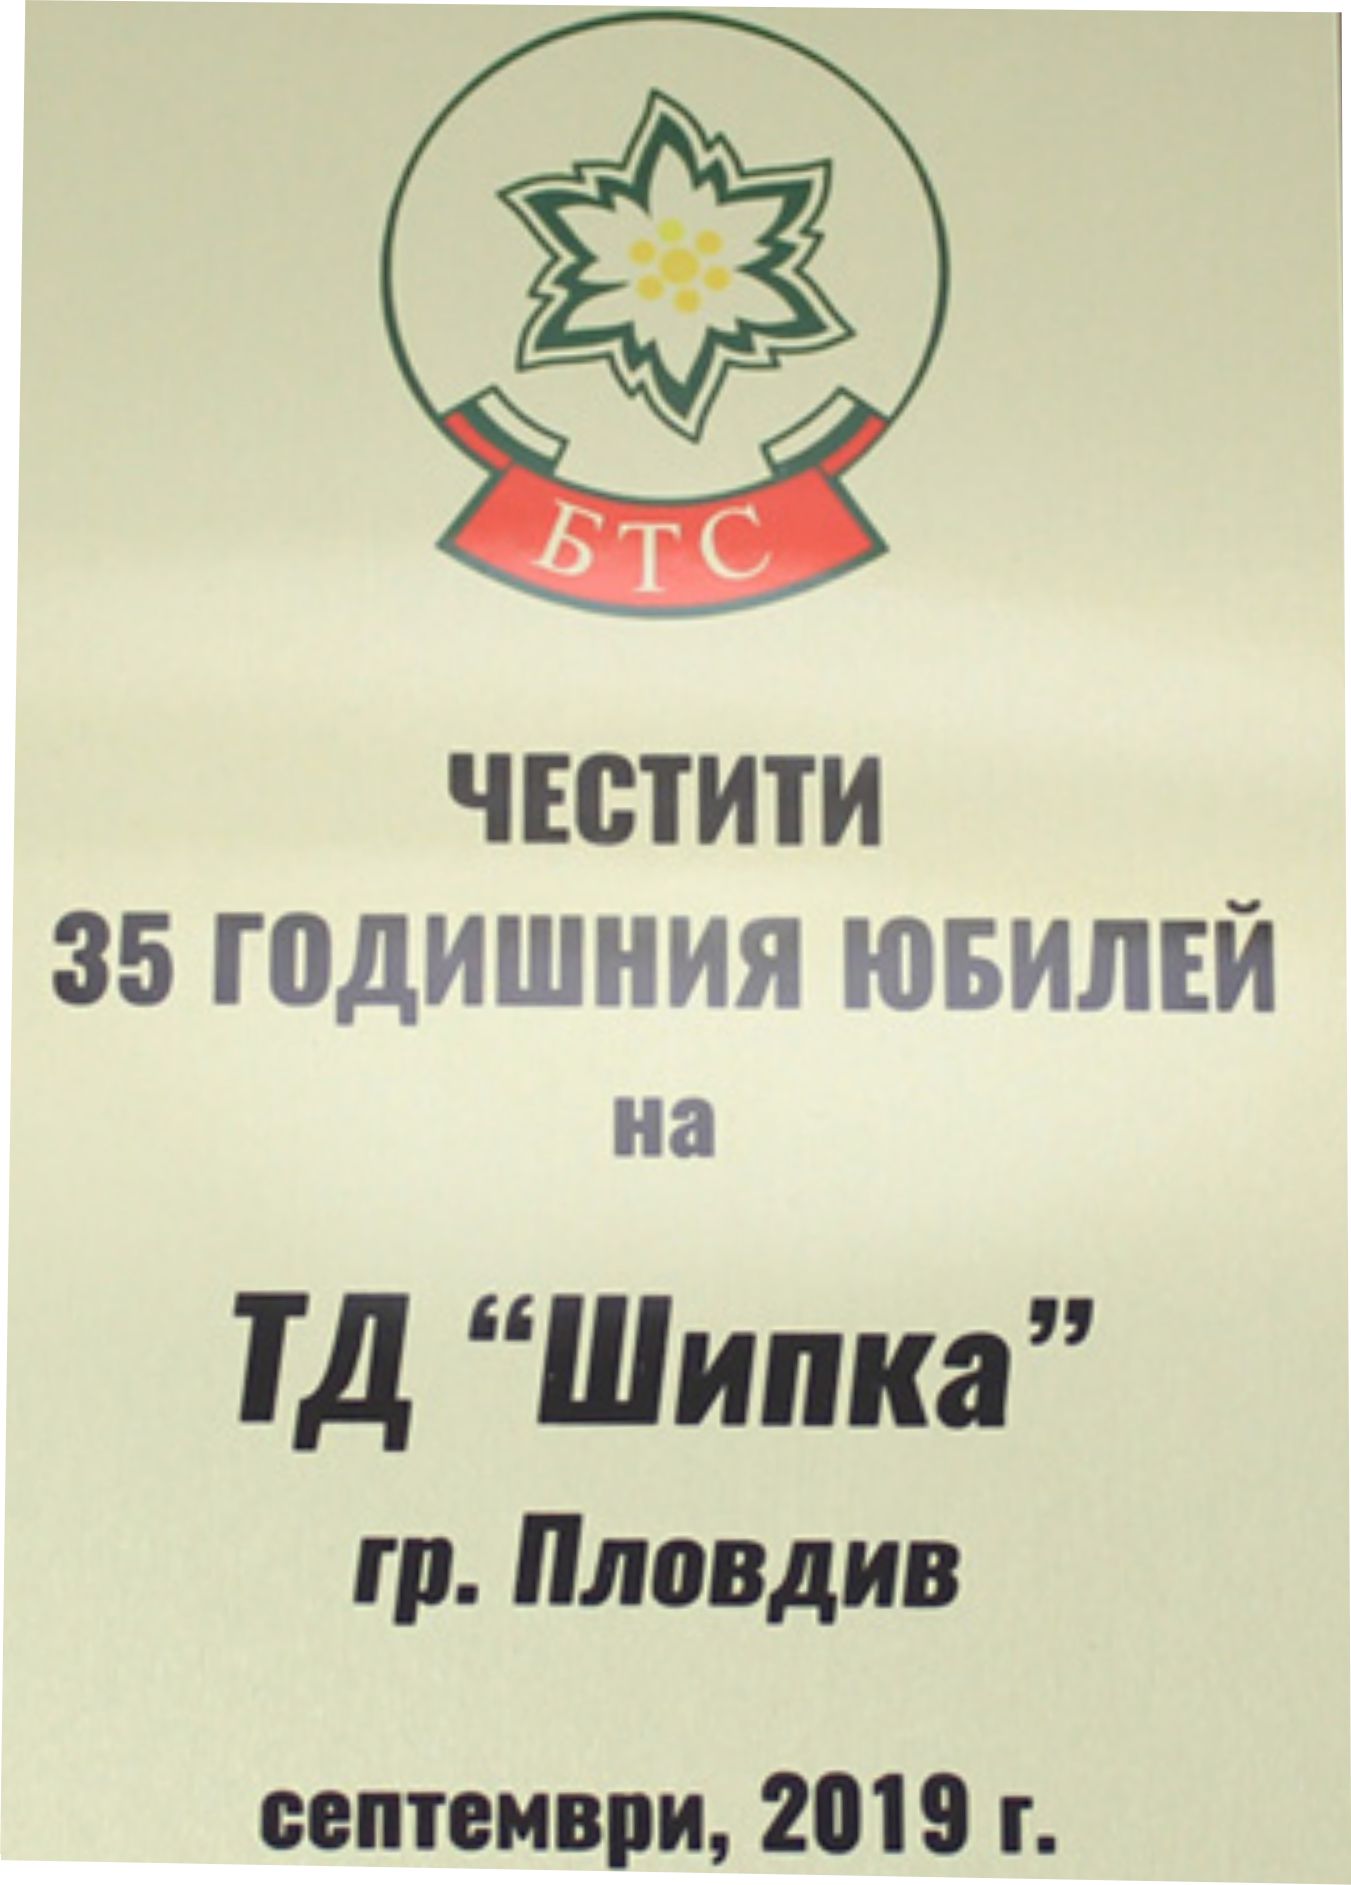 БТС
ЧЕСТИТИ
35 ГОДИШНИЯ ЮБИЛЕЙ
на
ТД “Шипка”
гр. Пловдив
септември, 2019 г.